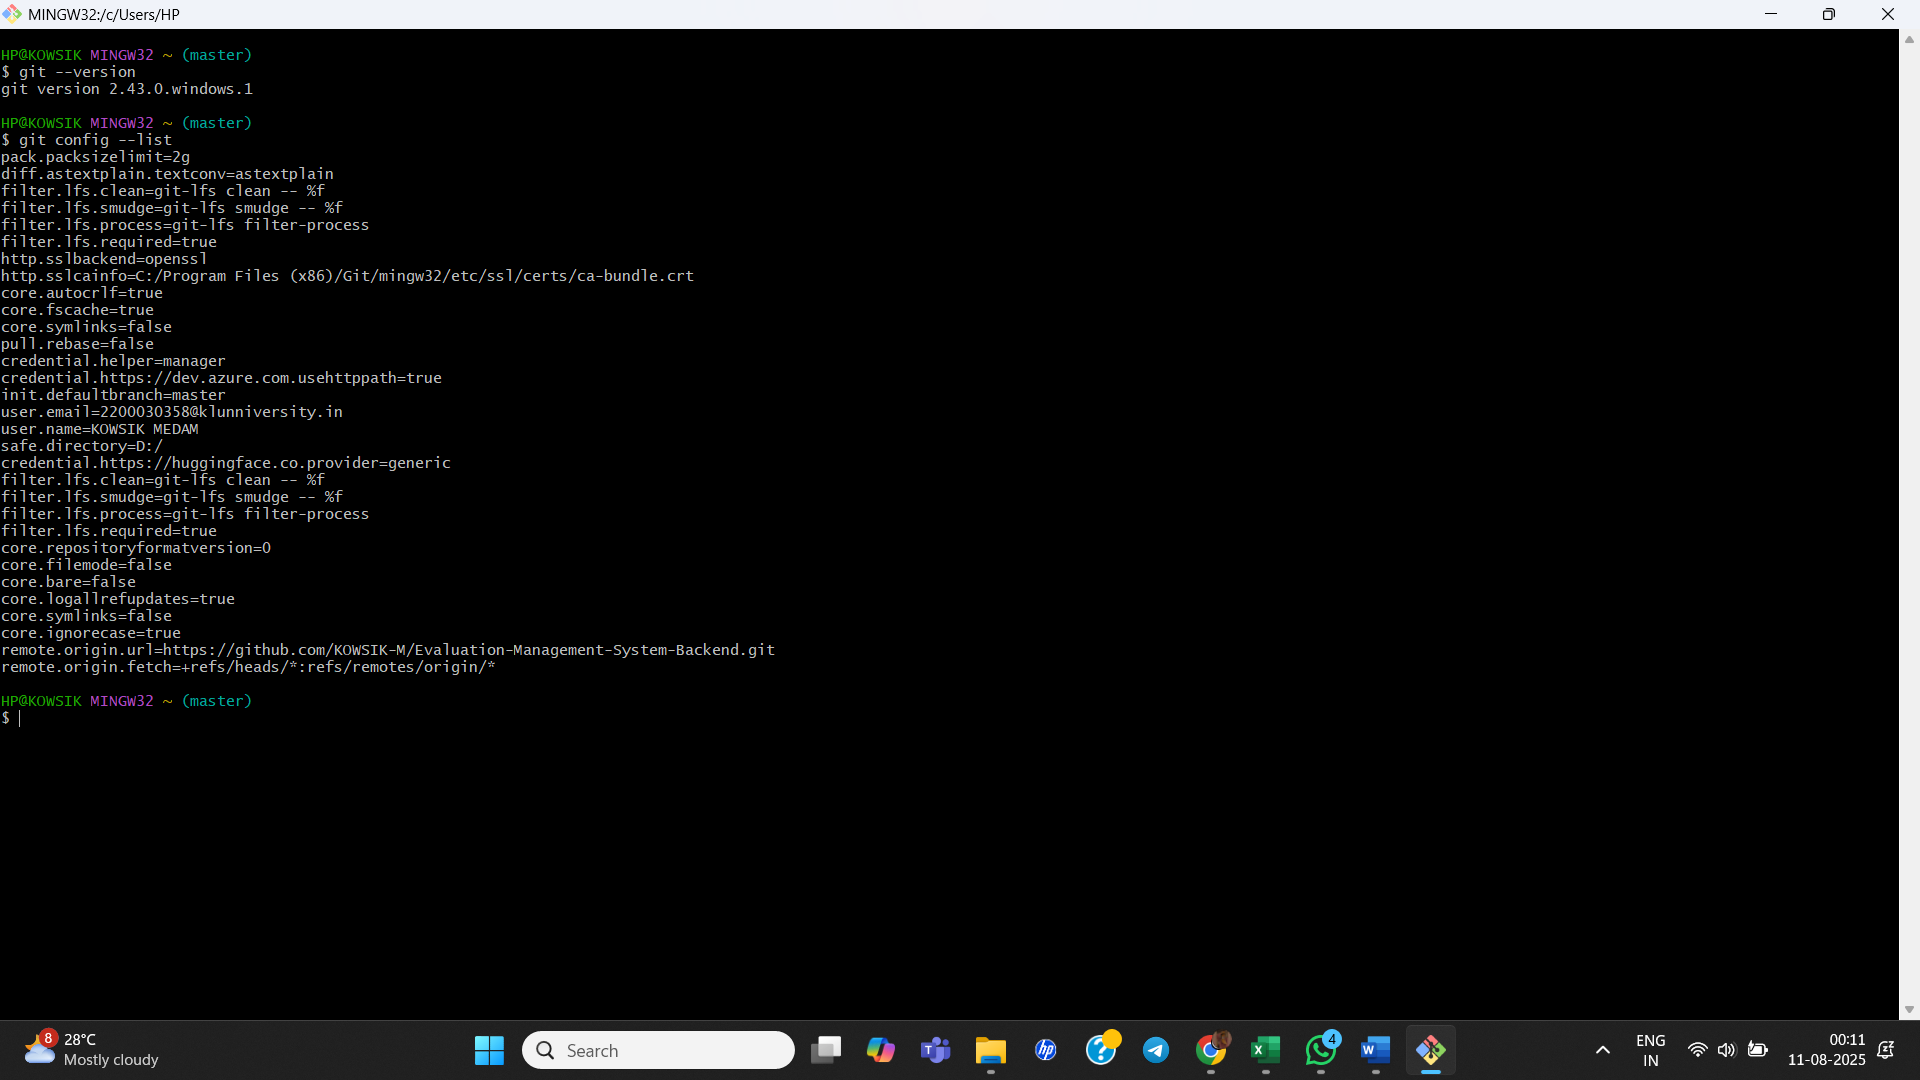 MINGW32:/c/Users/HP
HP@KOWSIK MINGW32 ~ (master)
$ git --version
git version 2.43.0.windows.1
HP@KOWSIK MINGW32 ~ (master)
$ git config --list
pack.packsizelimit=2g
diff.astextplain.textconv=astextplain
filter.lfs.clean=git-lfs clean -- %f
filter.lfs.smudge=git-lfs smudge -- %f
filter.lfs.process=git-lfs filter-process
filter.lfs.required=true
http.sslbackend=openssl
http.sslcainfo=C:/Program Files (x86)/Git/mingw32/etc/ssl/certs/ca-bundle.crt
core.autocrlf=true
core.fscache=true
core.symlinks=false
pull.rebase=false
credential.helper=manager
credential.https://dev.azure.com.usehttppath=true
init.defaultbranch=master
user.email=2200030358@klunniversity.in
user.name=KOWSIK MEDAM
safe.directory=D:/
credential.https://huggingface.co.provider=generic
filter.lfs.clean=git-lfs clean -- %f
filter.lfs.smudge=git-lfs smudge -- %f
filter.lfs.process=git-lfs filter-process
filter.lfs.required=true
core.repositoryformatversion=0
core.filemode=false
core.bare=false
core.logallrefupdates=true
core.symlinks=false
core.ignorecase=true
remote.origin.url=https://github.com/KOWSIK-M/Evaluation-Management-System-Backend.git
remote.origin.fetch=+refs/heads/*:refs/remotes/origin/*
HP@KOWSIK MINGW32 ~ (master)
$
8
28°C
Mostly cloudy
Search
T
hp
?
X
4
W
ENG
IN
00:11
11-08-2025